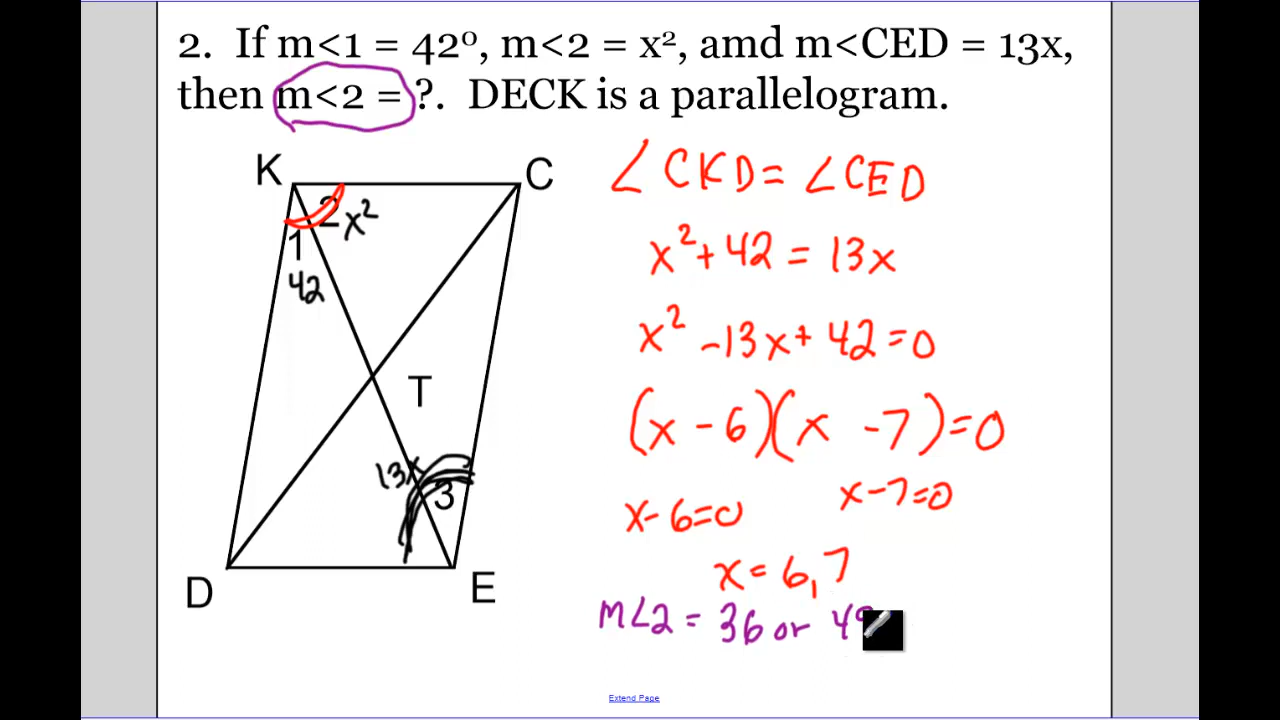 2. If m<1 = 42º, m<2 = x², amd m<CED = 13x,
then m<2 = ?. DECK is a parallelogram.
K
C
2
x²
1
42
T
13x
3
D
E
∠CKD = ∠CED
x² + 42 = 13x
x² - 13x + 42 = 0
(x - 6)(x - 7) = 0
x - 6 = 0
x - 7 = 0
x = 6, 7
m∠2 = 36 or 4
Extend Page